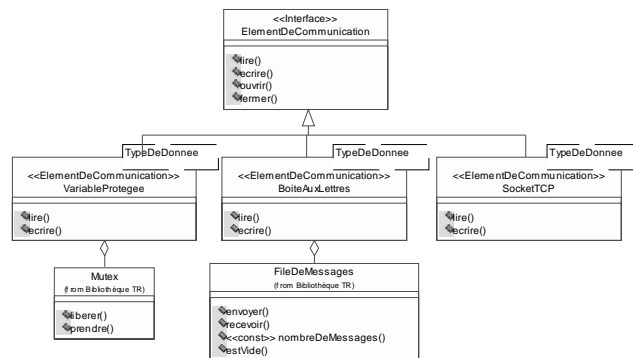 <<Interface>>
ElementDeCommunication
lire()
ecrire()
ouvrir()
fermer()
TypeDeDonnee
<<ElementDeCommunication>>
VariableProtegee
lire()
ecrire()
TypeDeDonnee
<<ElementDeCommunication>>
BoiteAuxLettres
lire()
ecrire()
TypeDeDonnee
<<ElementDeCommunication>>
SocketTCP
lire()
ecrire()
Mutex
(from Bibliothèque TR)
liberer()
prendre()
FileDeMessages
(from Bibliothèque TR)
envoyer()
recevoir()
<<const>> nombreDeMessages()
estVide()